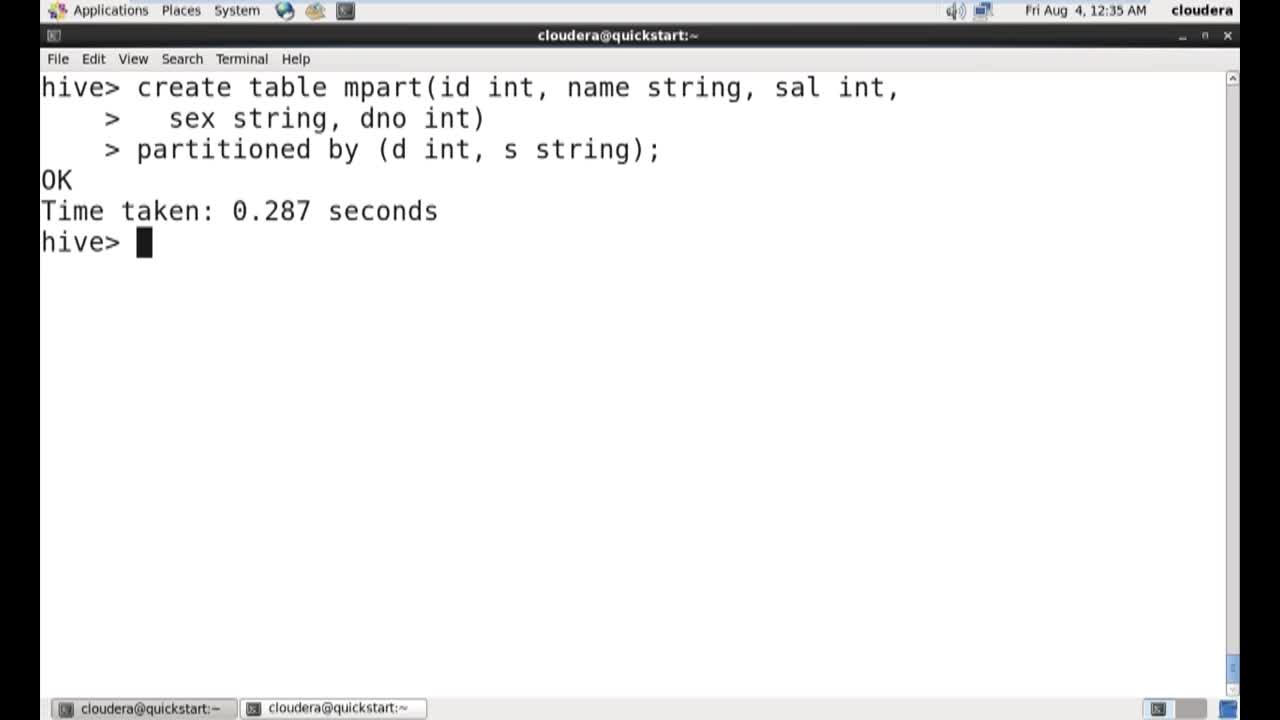 Applications Places System Fri Aug 4, 12:35 AM cloudera
cloudera@quickstart:~
File Edit View Search Terminal Help
hive> create table mpart(id int, name string, sal int,
    >   sex string, dno int)
    > partitioned by (d int, s string);
OK
Time taken: 0.287 seconds
hive>
cloudera@quickstart:~ cloudera@quickstart:~